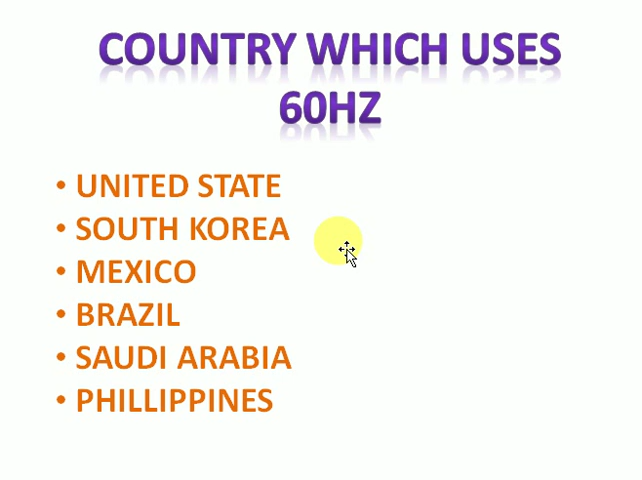 COUNTRY WHICH USES
60HZ
• UNITED STATE
• SOUTH KOREA
• MEXICO
• BRAZIL
• SAUDI ARABIA
• PHILLIPPINES